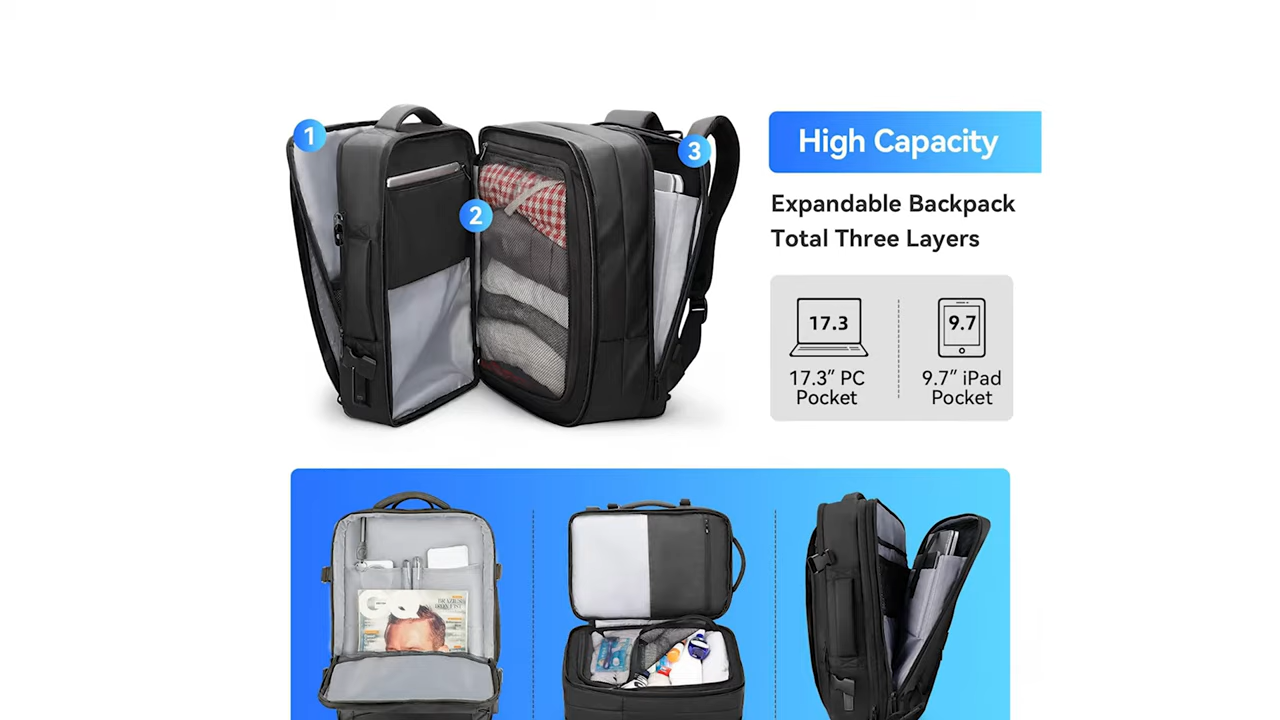 1
2
3
High Capacity
Expandable Backpack
Total Three Layers
17.3
9.7
17.3″ PC
Pocket
9.7″ iPad
Pocket